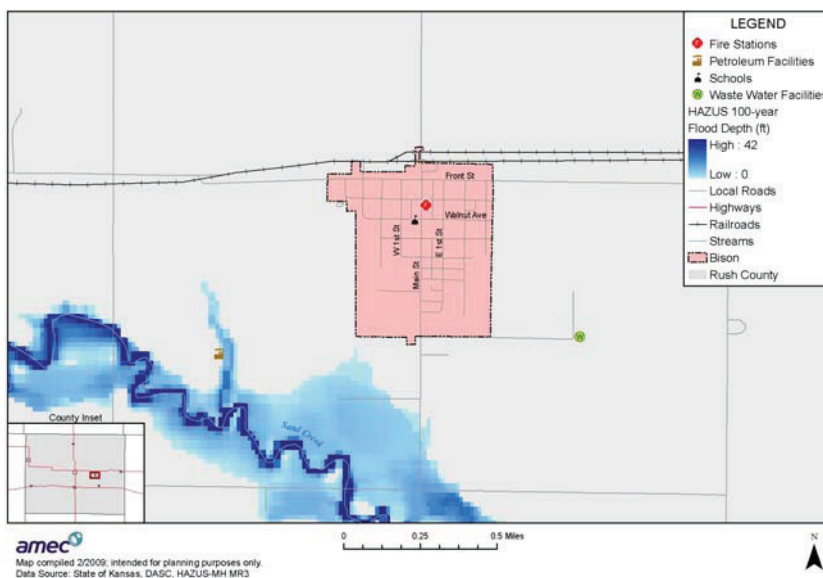 LEGEND
F Fire Stations
Petroleum Facilities
Schools
W Waste Water Facilities
HAZUS 100-year
Flood Depth (ft)
High : 42
Low : 0
Local Roads
Highways
Railroads
Streams
Bison
Rush County
Front St
F
Walnut Ave
W 1st St
Main St
E 1st St
W
Sand Creek
County Inset
amec
Map compiled 2/2009; intended for planning purposes only.
Data Source: State of Kansas, DASC, HAZUS-MH MR3
0 0.25 0.5 Miles
N